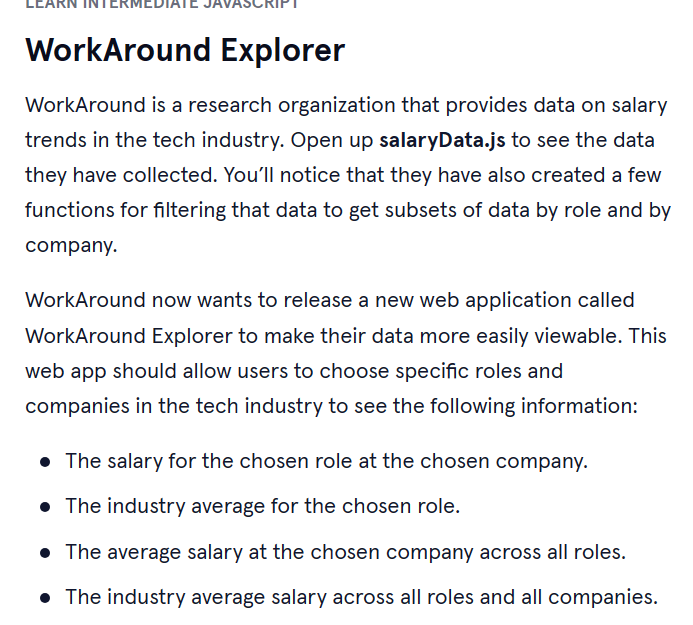 LEARN INTERMEDIATE JAVASCRIPT
WorkAround Explorer
WorkAround is a research organization that provides data on salary
trends in the tech industry. Open up salaryData.js to see the data
they have collected. You’ll notice that they have also created a few
functions for filtering that data to get subsets of data by role and by
company.
WorkAround now wants to release a new web application called
WorkAround Explorer to make their data more easily viewable. This
web app should allow users to choose specific roles and
companies in the tech industry to see the following information:
● The salary for the chosen role at the chosen company.
● The industry average for the chosen role.
● The average salary at the chosen company across all roles.
● The industry average salary across all roles and all companies.